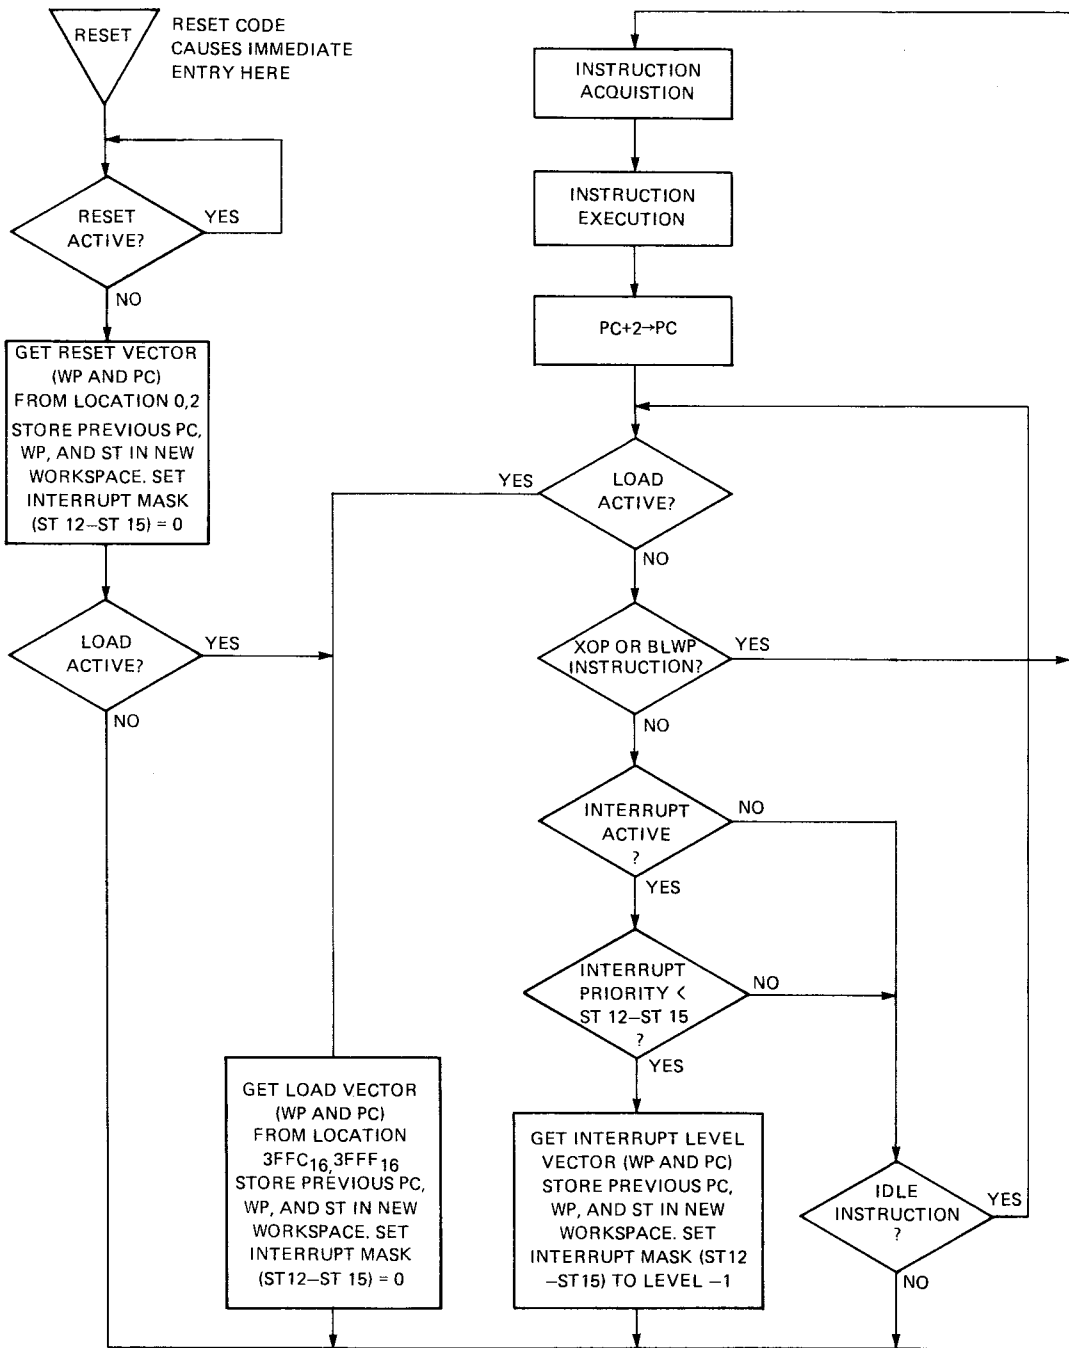 RESET
RESET CODE
CAUSES IMMEDIATE
ENTRY HERE
RESET
ACTIVE?
YES
NO
GET RESET VECTOR
(WP AND PC)
FROM LOCATION 0,2
STORE PREVIOUS PC,
WP, AND ST IN NEW
WORKSPACE. SET
INTERRUPT MASK
(ST 12–ST 15) = 0
LOAD
ACTIVE?
YES
NO
GET LOAD VECTOR
(WP AND PC)
FROM LOCATION
3FFC16,3FFF16
STORE PREVIOUS PC,
WP, AND ST IN NEW
WORKSPACE. SET
INTERRUPT MASK
(ST12–ST 15) = 0
INSTRUCTION
ACQUISTION
INSTRUCTION
EXECUTION
PC+2→PC
LOAD
ACTIVE?
YES
NO
XOP OR BLWP
INSTRUCTION?
YES
NO
INTERRUPT
ACTIVE
?
NO
YES
INTERRUPT
PRIORITY <
ST 12–ST 15
?
NO
YES
GET INTERRUPT LEVEL
VECTOR (WP AND PC)
STORE PREVIOUS PC,
WP, AND ST IN NEW
WORKSPACE. SET
INTERRUPT MASK (ST12
–ST15) TO LEVEL –1
IDLE
INSTRUCTION
?
YES
NO